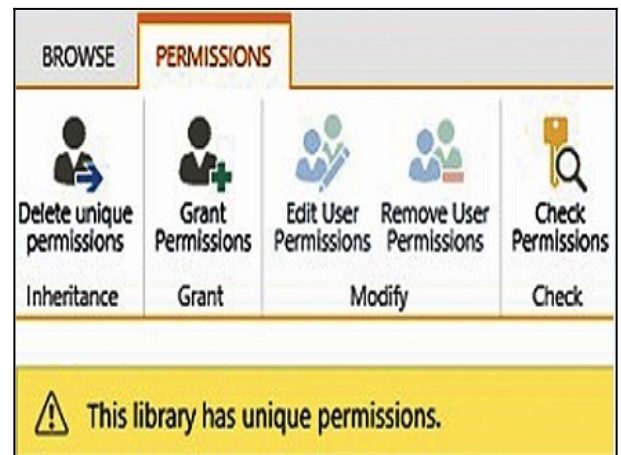 BROWSE PERMISSIONS
Delete unique Grant Edit User Remove User Check
permissions Permissions Permissions Permissions Permissions
Inheritance Grant Modify Check
This library has unique permissions.